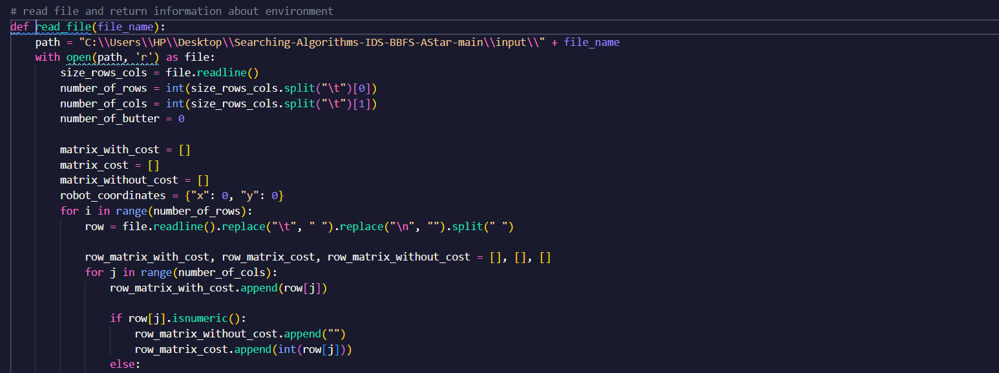 # read file and return information about environment
def read_file(file_name):
    path = "C:\\Users\\HP\\Desktop\\Searching-Algorithms-IDS-BBFS-AStar-main\\input\\" + file_name
    with open(path, 'r') as file:
        size_rows_cols = file.readline()
        number_of_rows = int(size_rows_cols.split("\t")[0])
        number_of_cols = int(size_rows_cols.split("\t")[1])
        number_of_butter = 0

        matrix_with_cost = []
        matrix_cost = []
        matrix_without_cost = []
        robot_coordinates = {"x": 0, "y": 0}
        for i in range(number_of_rows):
            row = file.readline().replace("\t", " ").replace("\n", "").split(" ")

            row_matrix_with_cost, row_matrix_cost, row_matrix_without_cost = [], [], []
            for j in range(number_of_cols):
                row_matrix_with_cost.append(row[j])

                if row[j].isnumeric():
                    row_matrix_without_cost.append("")
                    row_matrix_cost.append(int(row[j]))
                else: